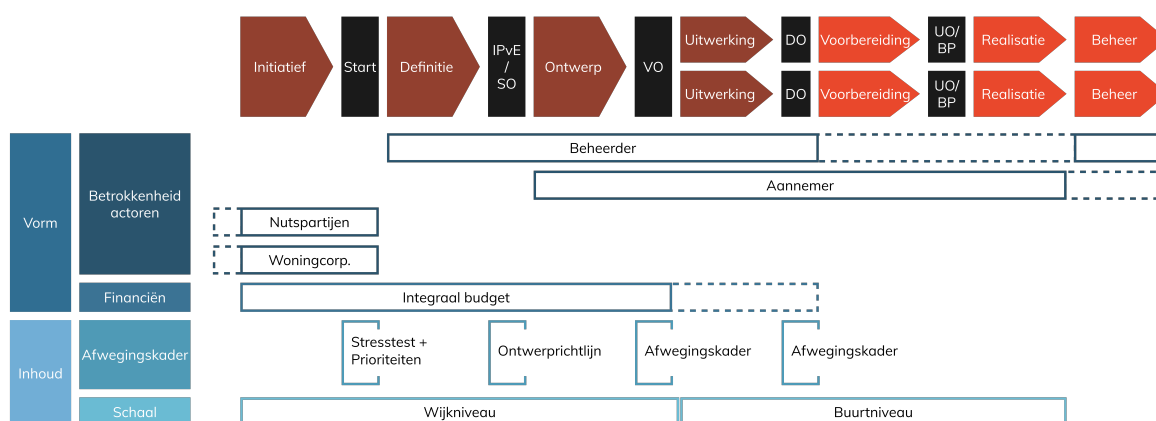 Initiatief
Start
Definitie
IPvE
/
SO
Ontwerp
VO
Uitwerking
DO
Voorbereiding
UO/
BP
Realisatie
Beheer
Uitwerking
DO
Voorbereiding
UO/
BP
Realisatie
Beheer
Vorm
Betrokkenheid
actoren
Beheerder
Aannemer
Nutspartijen
Woningcorp.
Financiën
Integraal budget
Inhoud
Afwegingskader
Stresstest +
Prioriteiten
Ontwerprichtlijn
Afwegingskader
Afwegingskader
Schaal
Wijkniveau
Buurtniveau